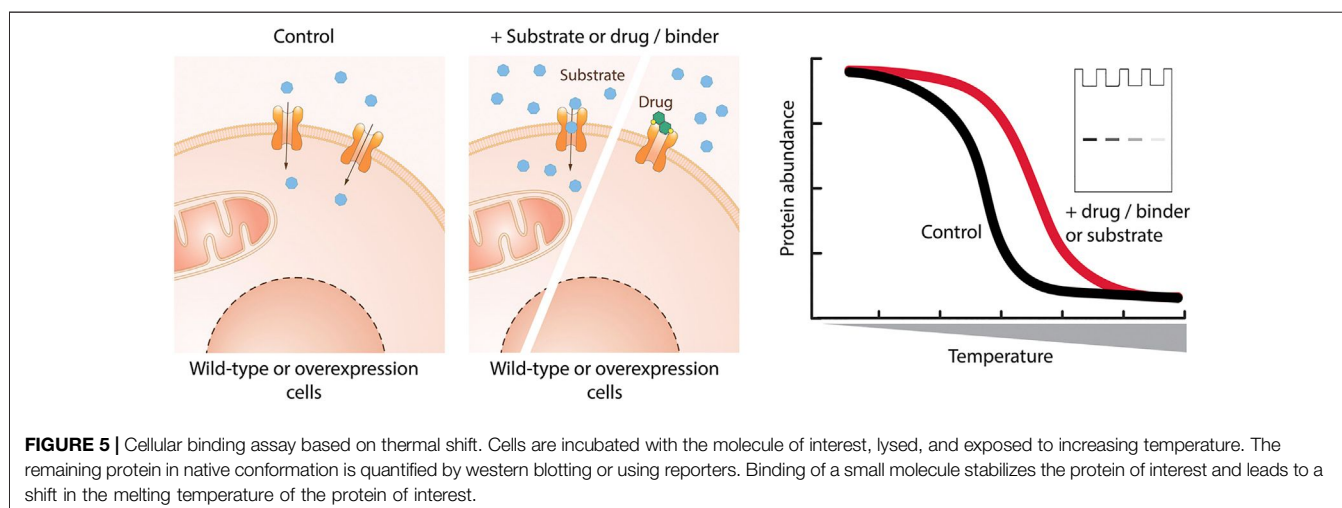 Control
+ Substrate or drug / binder
Substrate
Drug
Wild-type or overexpression
cells
Wild-type or overexpression
cells
Protein abundance
Control
+ drug / binder
or substrate
Temperature
FIGURE 5 | Cellular binding assay based on thermal shift. Cells are incubated with the molecule of interest, lysed, and exposed to increasing temperature. The
remaining protein in native conformation is quantified by western blotting or using reporters. Binding of a small molecule stabilizes the protein of interest and leads to a
shift in the melting temperature of the protein of interest.